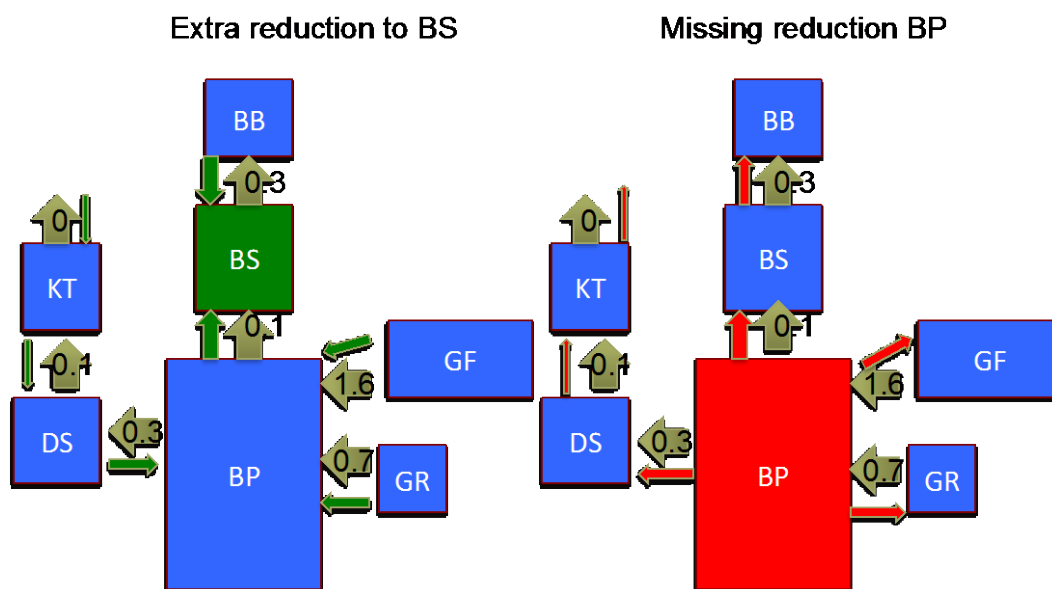 Extra reduction to BS
BB
0.3
BS
0
KT
0.1
0.1
GF
1.6
DS
0.3
BP
0.7
GR
Missing reduction BP
BB
0.3
BS
0
KT
0.1
0.1
GF
1.6
DS
0.3
BP
0.7
GR